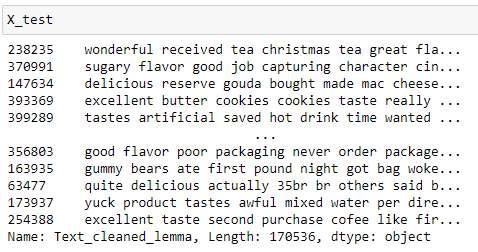 X_test
238235 wonderful received tea christmas tea great fla...
370991 sugary flavor good job capturing character cin...
147634 delicious reserve gouda bought made mac cheese...
393369 excellent butter cookies cookies taste really ...
399289 tastes artificial saved hot drink time wanted ...
...
356803 good flavor poor packaging never order package...
163935 gummy bears ate first pound night got bag woke...
63477 quite delicious actually 35br br others said b...
173937 yuck product tastes awful mixed water per dire...
254388 excellent taste second purchase cofee like fir...
Name: Text_cleaned_lemma, Length: 170536, dtype: object